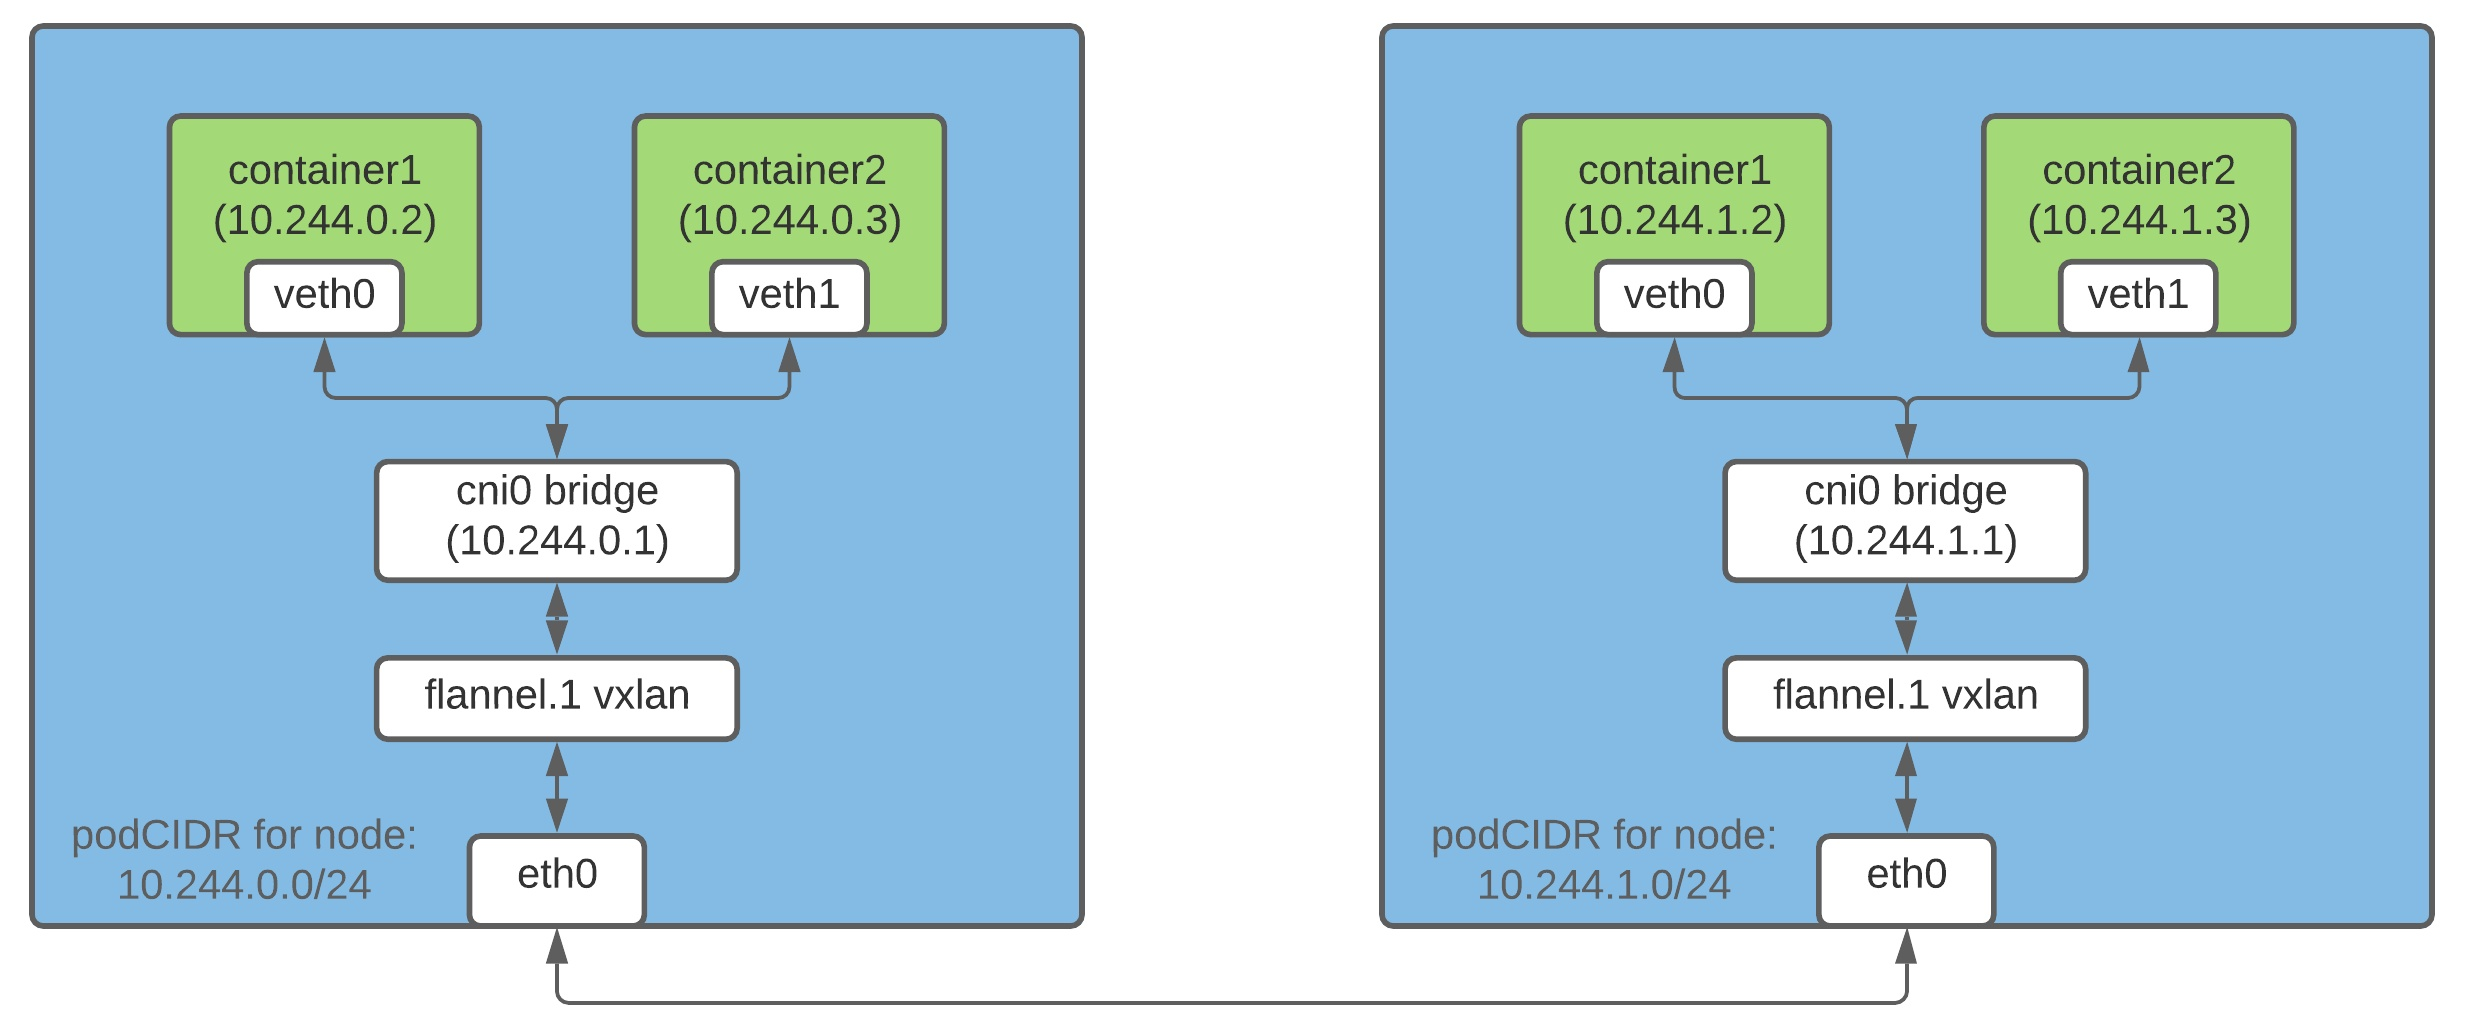 container1
(10.244.0.2)
veth0
container2
(10.244.0.3)
veth1
cni0 bridge
(10.244.0.1)
flannel.1 vxlan
podCIDR for node:
10.244.0.0/24
eth0
container1
(10.244.1.2)
veth0
container2
(10.244.1.3)
veth1
cni0 bridge
(10.244.1.1)
flannel.1 vxlan
podCIDR for node:
10.244.1.0/24
eth0